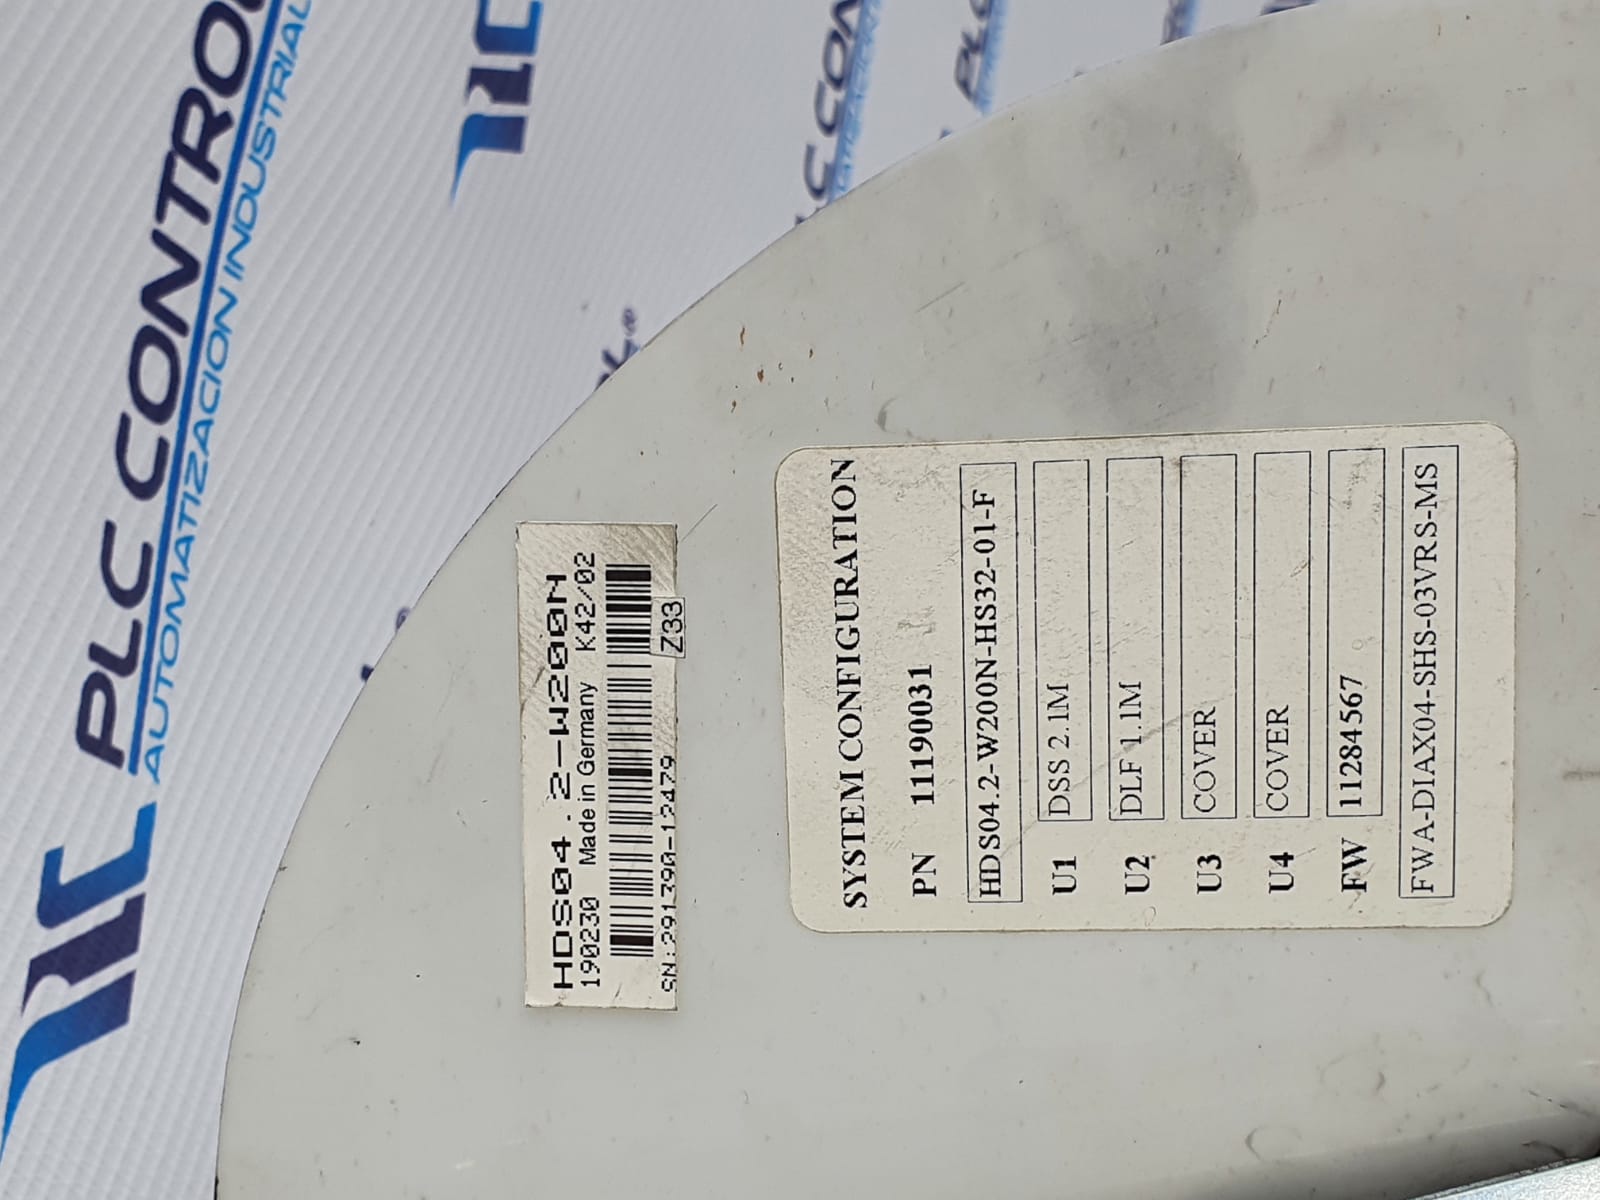 PLC CONTROL
AUTOMATIZACION INDUSTRIAL
HDS04.2-W200N
190230 Made in Germany K42/02
SN:291390-12479
Z33
SYSTEM CONFIGURATION
PN 11190031
HDS04.2-W200N-HS32-01-F
U1 DSS 2.1M
U2 DLF 1.1M
U3 COVER
U4 COVER
FW 11284567
FWA-DIAX04-SHS-03VRS-MS